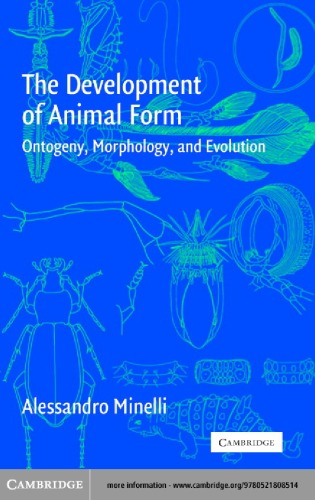 The Development
of Animal Form
Ontogeny, Morphology, and Evolution
Alessandro Minelli
CAMBRIDGE
CAMBRIDGE
more information - www.cambridge.org/9780521808514